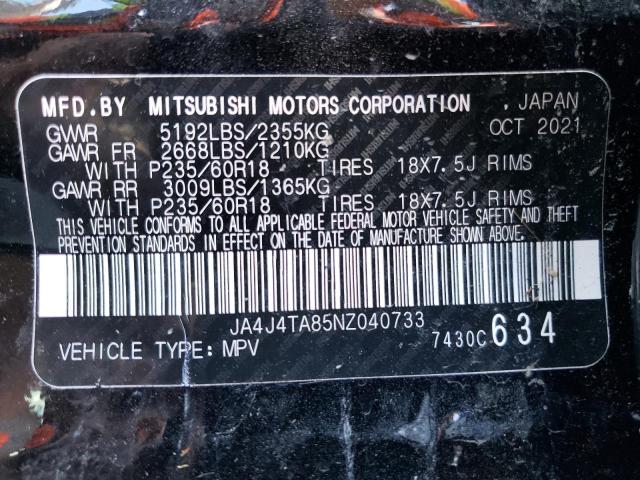 MFD.BY MITSUBISHI MOTORS CORPORATION , JAPAN
GVWR 5192LBS/2355KG OCT 2021
GAWR FR 2668LBS/1210KG
WITH P235/60R18 TIRES 18X7.5J RIMS
GAWR RR 3009LBS/1365KG
WITH P235/60R18 TIRES 18X7.5J RIMS
THIS VEHICLE CONFORMS TO ALL APPLICABLE FEDERAL MOTOR VEHICLE SAFETY AND THEFT
PREVENTION STANDARDS IN EFFECT ON THE DATE OF MANUFACTURE SHOWN ABOVE.
JA4J4TA85NZ040733
VEHICLE TYPE: MPV 7430C634